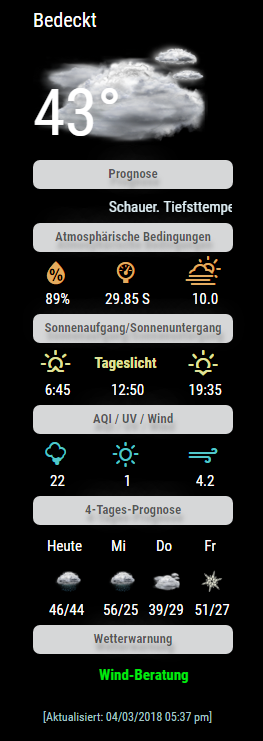 Bedeckt
43°
Prognose
Schauer. Tiefsttempe
Atmosphärische Bedingungen
%
89% 29.85 S 10.0
Sonnenaufgang/Sonnenuntergang
Tageslicht
6:45 12:50 19:35
AQI / UV / Wind
22 1 4.2
4-Tages-Prognose
Heute Mi Do Fr
46/44 56/25 39/29 51/27
Wetterwarnung
Wind-Beratung
[Aktualisiert: 04/03/2018 05:37 pm]